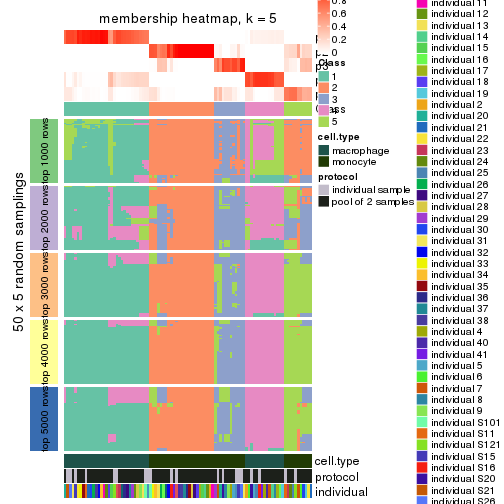 membership heatmap, k = 5
50 x 5 random samplings
top 1000 rows
top 2000 rows
top 3000 rows
top 4000 rows
top 5000 rows
cell.type
protocol
individual
0.8
0.6
0.4
0.2
0
Class
1
2
3
5
cell.type
macrophage
monocyte
protocol
individual sample
pool of 2 samples
individual 11
individual 12
individual 13
individual 14
individual 15
individual 16
individual 17
individual 18
individual 19
individual 2
individual 20
individual 21
individual 22
individual 23
individual 24
individual 25
individual 26
individual 27
individual 28
individual 29
individual 30
individual 31
individual 32
individual 33
individual 34
individual 35
individual 36
individual 37
individual 38
individual 4
individual 40
individual 41
individual 5
individual 6
individual 7
individual 8
individual 9
individual S101
individual S11
individual S121
individual S15
individual S16
individual S20
individual S21
individual S26